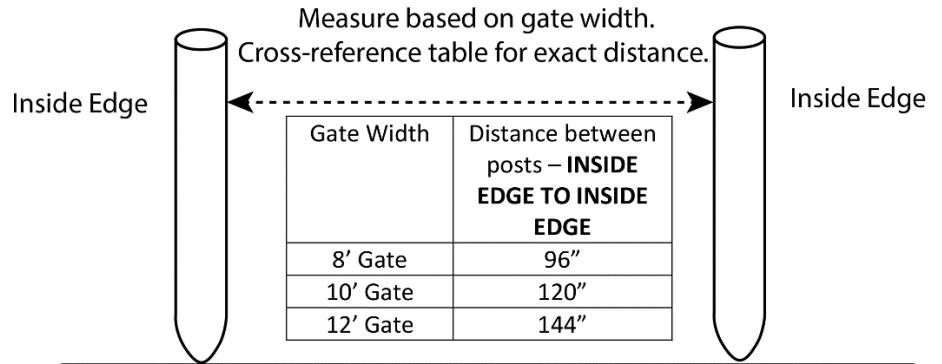 Measure based on gate width.
Cross-reference table for exact distance.
Inside Edge
Inside Edge
Gate Width
Distance between
posts – INSIDE
EDGE TO INSIDE
EDGE
8’ Gate
96”
10’ Gate
120”
12’ Gate
144”